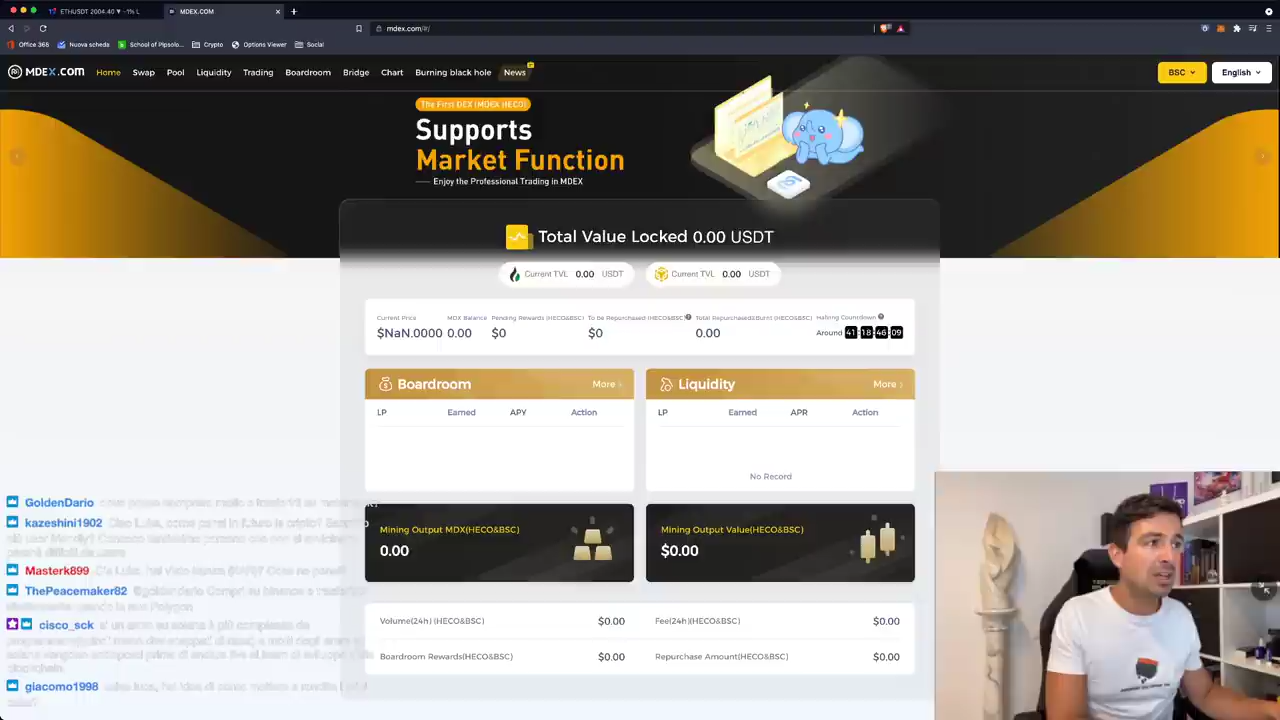 ETHUSDT 2004.40 ▼ −1% L
MDEX.COM
mdex.com/#/
Office 365
Nuova scheda
School of Pipsolo...
Crypto
Options Viewer
Social
MDEX.COM
Home
Swap
Pool
Liquidity
Trading
Boardroom
Bridge
Chart
Burning black hole
News
BSC
English
The First DEX (MDEX HECO)
Supports
Market Function
Enjoy the Professional Trading in MDEX
Total Value Locked 0.00 USDT
Current TVL 0.00 USDT
Current TVL 0.00 USDT
Current Price
$NaN.0000
MDX Balance
0.00
Pending Rewards (HECO&BSC)
$0
To be Repurchased (HECO&BSC)
$0
Total Repurchased&Burnt (HECO&BSC)
0.00
Halving Countdown
Around 41 18 46 09
Boardroom
More
LP Earned APY Action
Liquidity
More
LP Earned APR Action
No Record
Mining Output MDX(HECO&BSC)
0.00
Mining Output Value(HECO&BSC)
$0.00
Volume(24h) (HECO&BSC) $0.00
Fee(24h)(HECO&BSC) $0.00
Boardroom Rewards(HECO&BSC) $0.00
Repurchase Amount(HECO&BSC) $0.00
GoldenDario
kazeshini1902
Masterk899
ThePeacemaker82
cisco_sck
giacomo1998